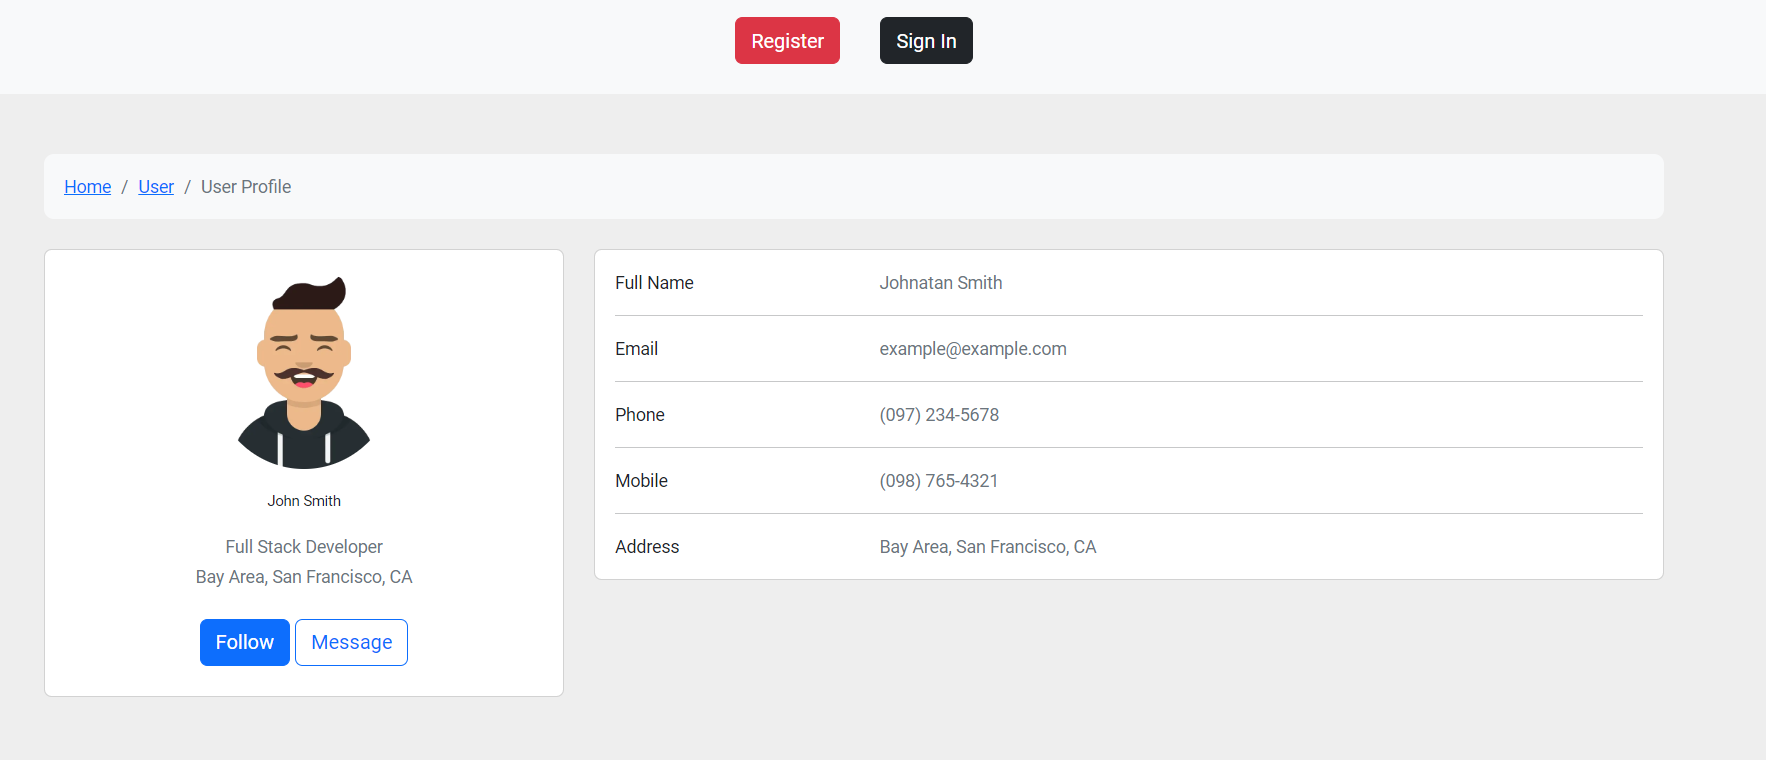 Register Sign In
Home / User / User Profile
John Smith
Full Stack Developer
Bay Area, San Francisco, CA
Follow Message
Full Name Johnatan Smith
Email example@example.com
Phone (097) 234-5678
Mobile (098) 765-4321
Address Bay Area, San Francisco, CA